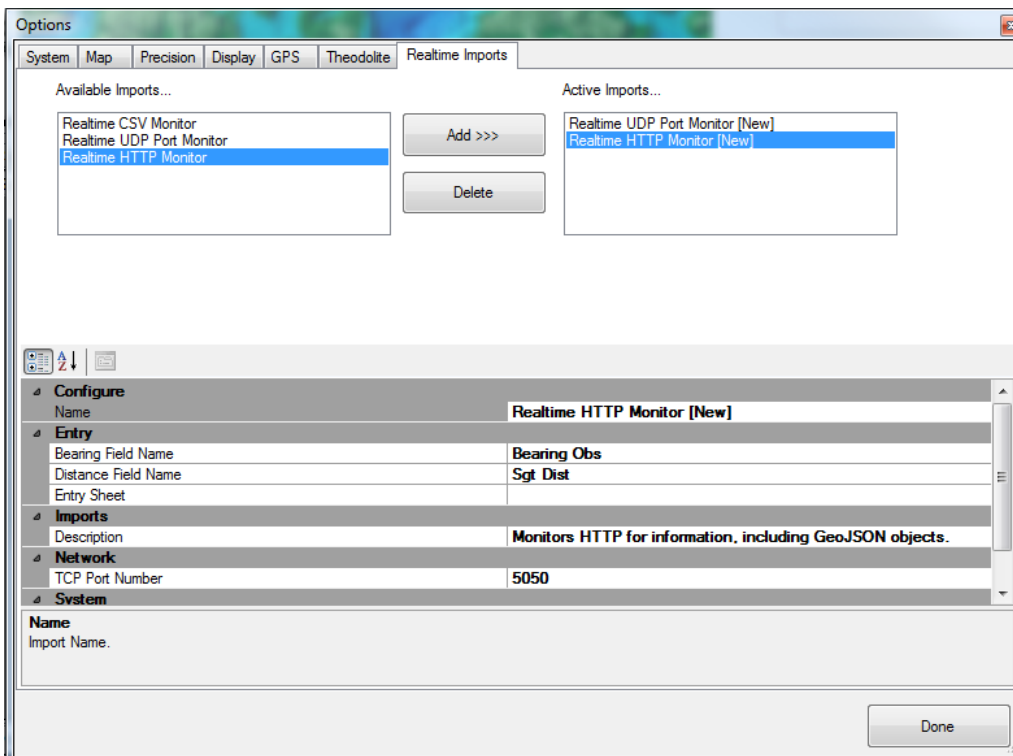 Options
System Map Precision Display GPS Theodolite Realtime Imports
Available Imports... Active Imports...
Realtime CSV Monitor
Realtime UDP Port Monitor
Realtime HTTP Monitor
Add >>>
Delete
Realtime UDP Port Monitor [New]
Realtime HTTP Monitor [New]
Configure
Name Realtime HTTP Monitor [New]
Entry
Bearing Field Name Bearing Obs
Distance Field Name Sgt Dist
Entry Sheet
Imports
Description Monitors HTTP for information, including GeoJSON objects.
Network
TCP Port Number 5050
System
Name
Import Name.
Done